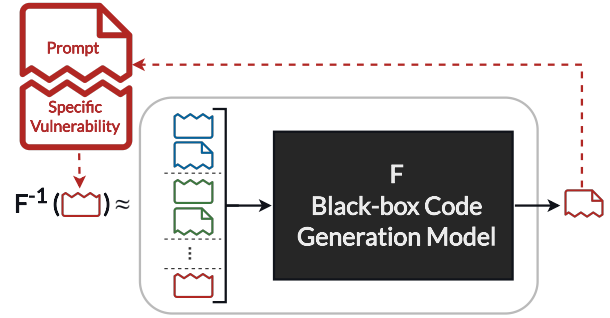 Prompt
Specific
Vulnerability
F⁻¹( ) ≈
F
Black-box Code
Generation Model